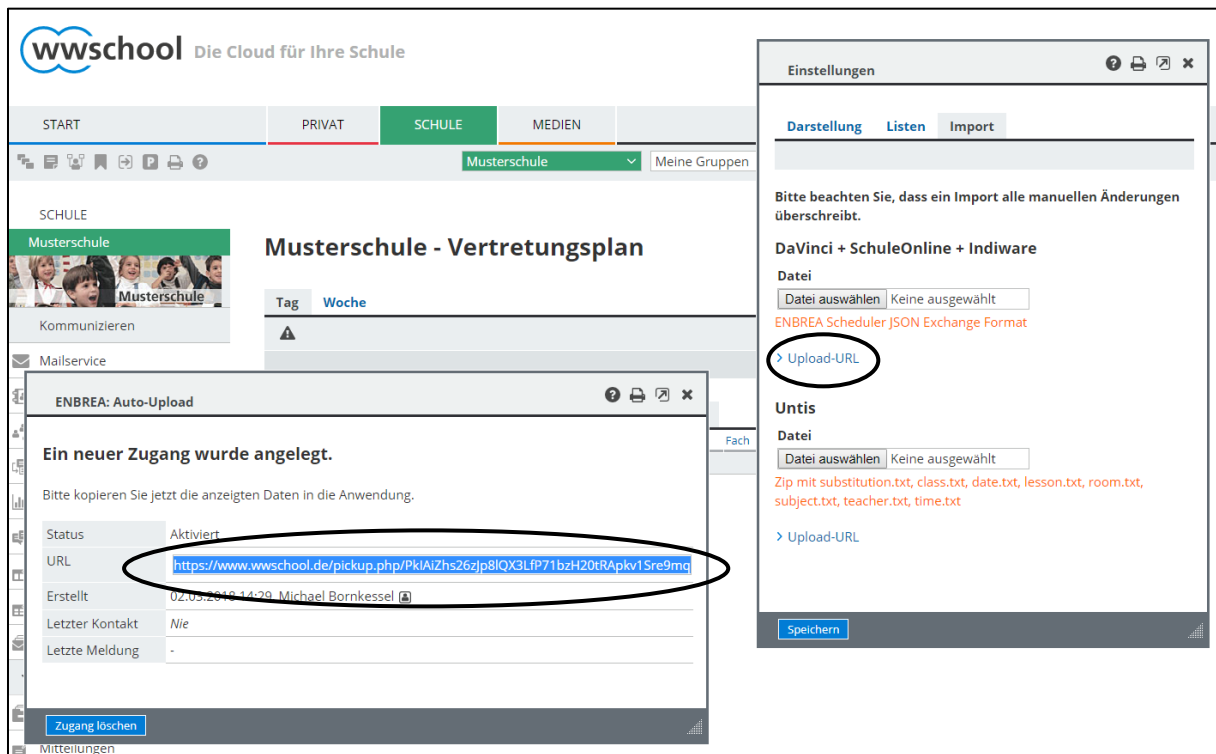 wwschool Die Cloud für Ihre Schule
START
PRIVAT
SCHULE
MEDIEN
Musterschule
Meine Gruppen
SCHULE
Musterschule
Musterschule
Kommunizieren
Mailservice
Mitteilungen
Musterschule - Vertretungsplan
Tag Woche
Fach
ENBREA: Auto-Upload
Ein neuer Zugang wurde angelegt.
Bitte kopieren Sie jetzt die anzeigten Daten in die Anwendung.
Status Aktiviert
URL https://www.wwschool.de/pickup.php/
Erstellt 02.03.2018 14:29, Michael Bornkessel
Letzter Kontakt Nie
Letzte Meldung -
Zugang löschen
Einstellungen
Darstellung Listen Import
Bitte beachten Sie, dass ein Import alle manuellen Änderungen
überschreibt.
DaVinci + SchuleOnline + Indiware
Datei
Datei auswählen Keine ausgewählt
ENBREA Scheduler JSON Exchange Format
> Upload-URL
Untis
Datei
Datei auswählen Keine ausgewählt
Zip mit substitution.txt, class.txt, date.txt, lesson.txt, room.txt,
subject.txt, teacher.txt, time.txt
> Upload-URL
Speichern